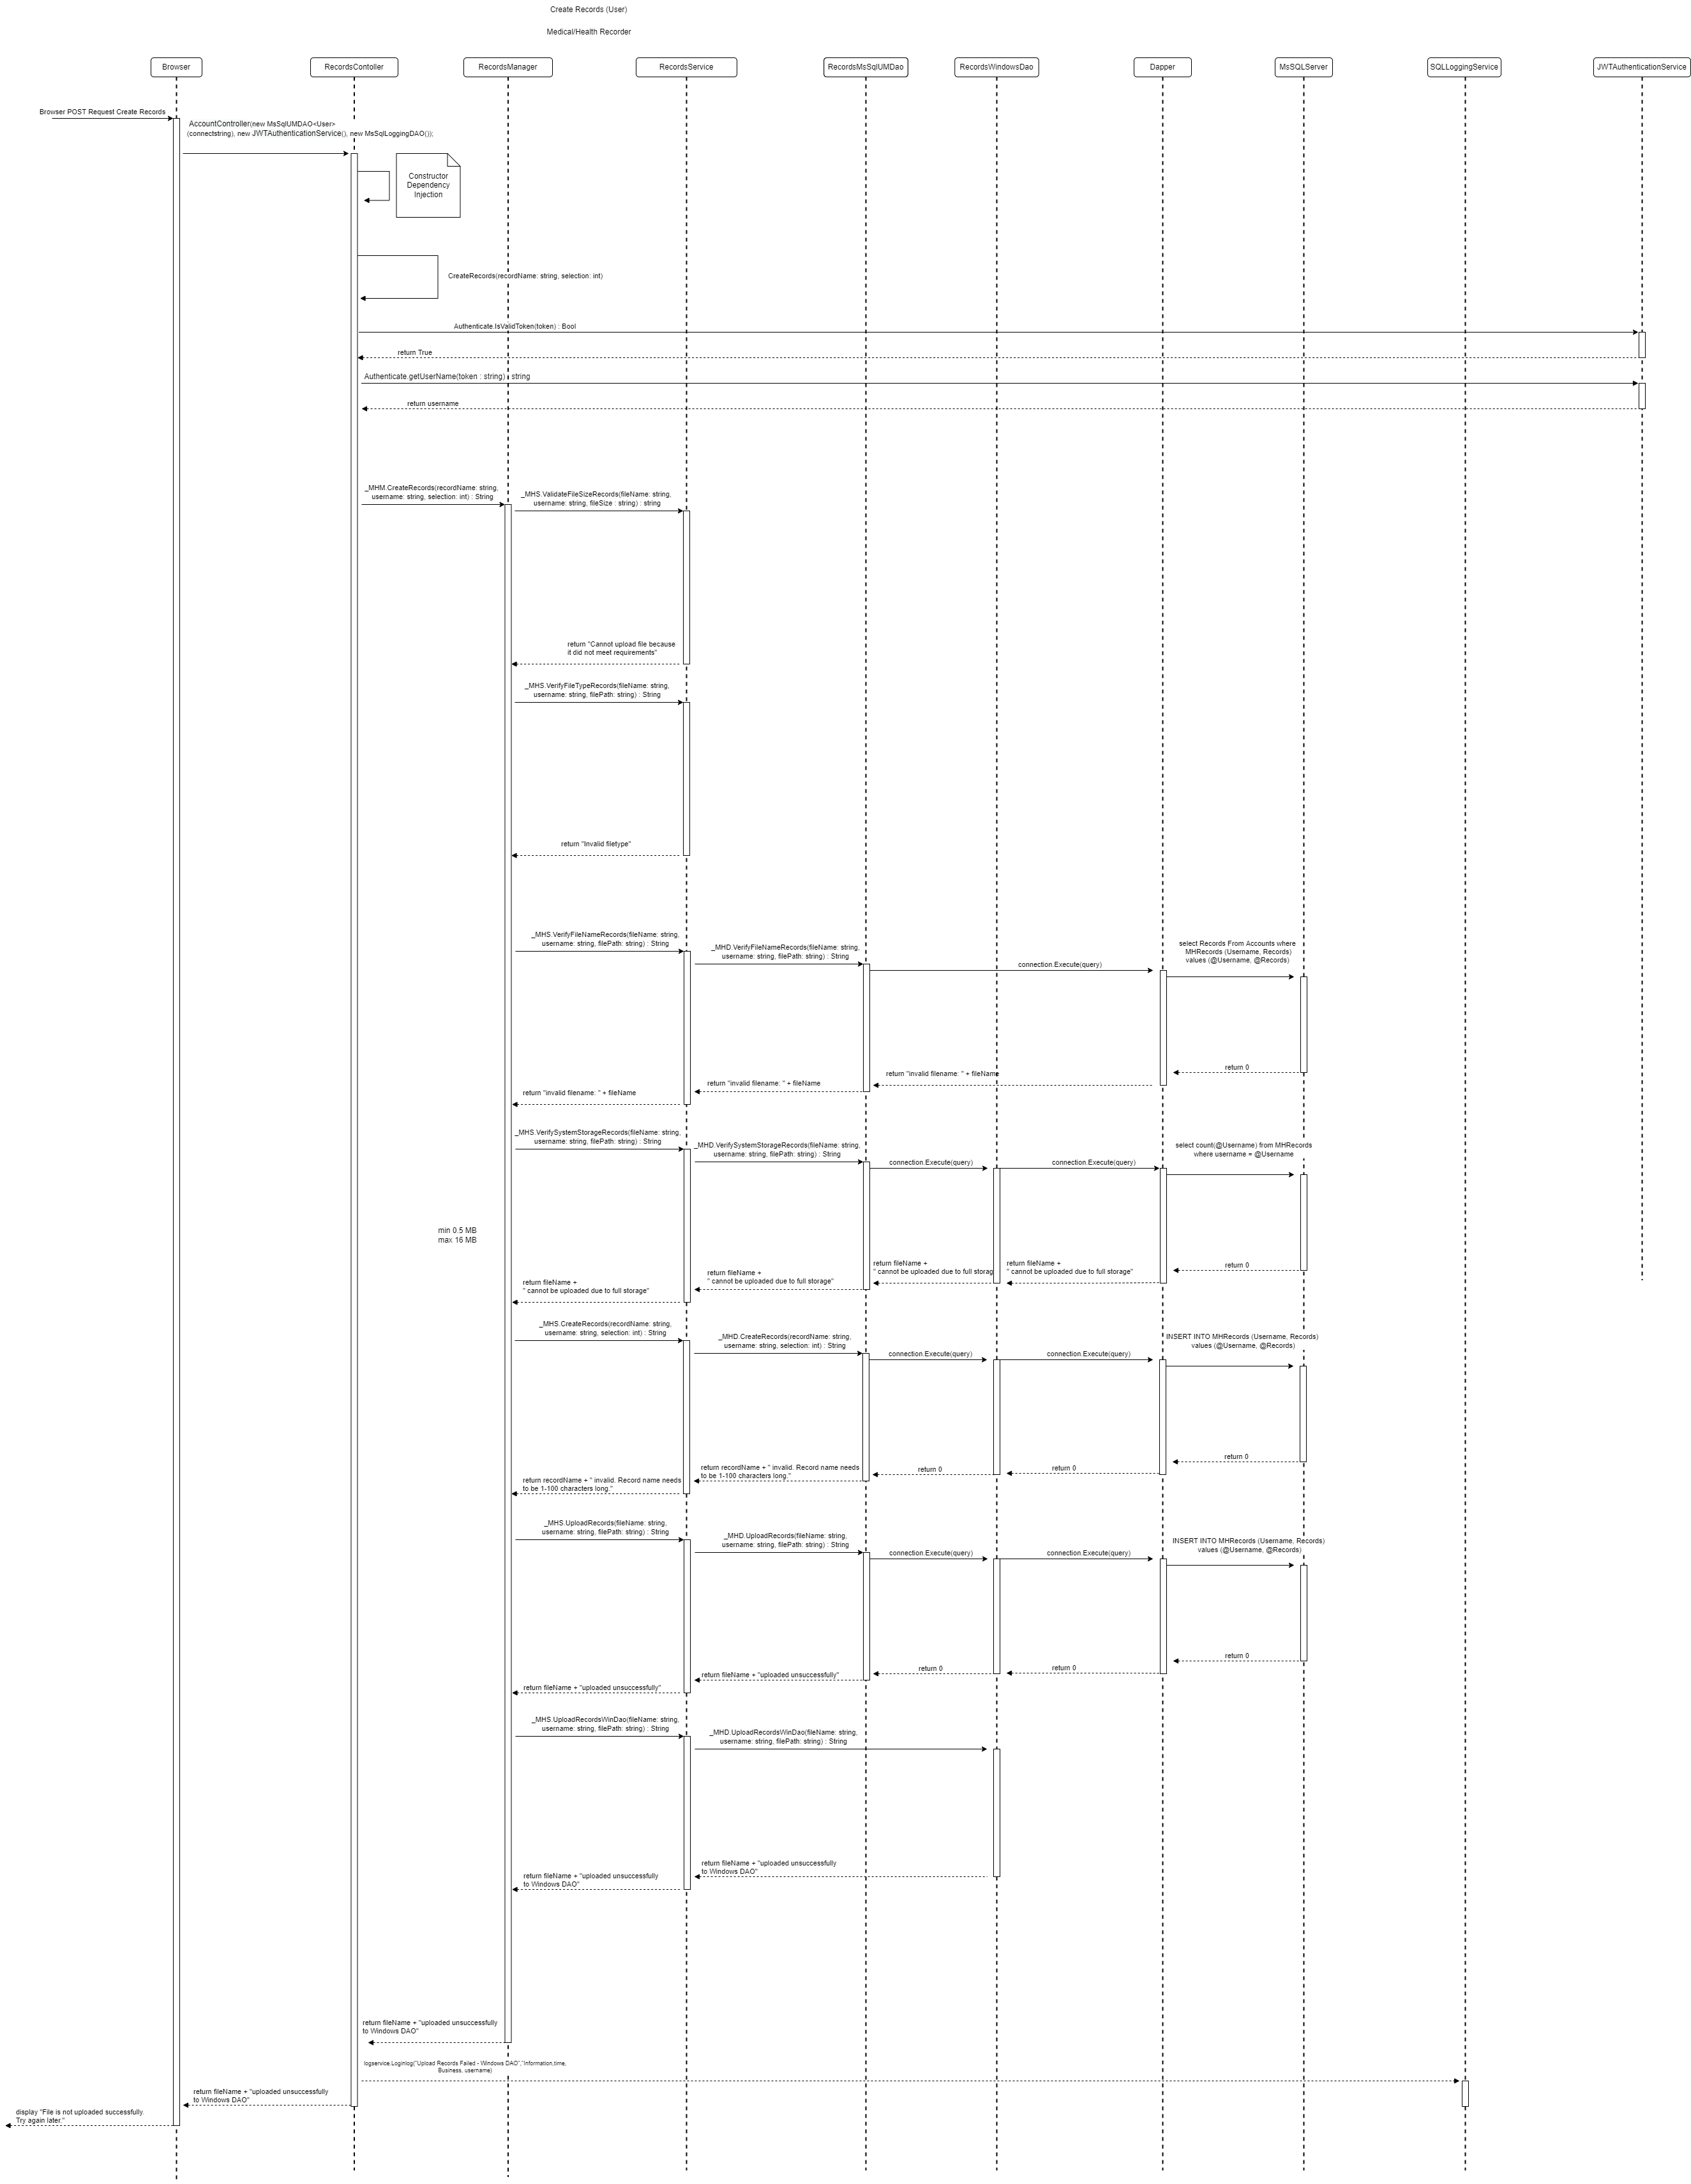 Create Records (User)
Medical/Health Recorder
Browser
RecordsContoller
RecordsManager
RecordsService
RecordsMsSqlUMDao
RecordsWindowsDao
Dapper
MsSQLServer
SQLLoggingService
JWTAuthenticationService
Browser POST Request Create Records
AccountController(new MsSqlUMDAO<User>
(connectstring), new JWTAuthenticationService(), new MsSqlLoggingDAO());
Constructor
Dependency
Injection
CreateRecords(recordName: string, selection: int)
Authenticate.IsValidToken(token) : Bool
return True
Authenticate.getUserName(token : string) : string
return username
_MHM.CreateRecords(recordName: string,
username: string, selection: int) : String
_MHS.ValidateFileSizeRecords(fileName: string,
username: string, fileSize : string) : string
return "Cannot upload file because
it did not meet requirements"
_MHS.VerifyFileTypeRecords(fileName: string,
username: string, filePath: string) : String
return "Invalid filetype"
_MHS.VerifyFileNameRecords(fileName: string,
username: string, filePath: string) : String
_MHD.VerifyFileNameRecords(fileName: string,
username: string, filePath: string) : String
connection.Execute(query)
select Records From Accounts where
MHRecords (Username, Records)
values (@Username, @Records)
return 0
return "invalid filename: " + fileName
return "invalid filename: " + fileName
return "invalid filename: " + fileName
_MHS.VerifySystemStorageRecords(fileName: string,
username: string, filePath: string) : String
_MHD.VerifySystemStorageRecords(fileName: string,
username: string, filePath: string) : String
connection.Execute(query)
connection.Execute(query)
select count(@Username) from MHRecords
where username = @Username
min 0.5 MB
max 16 MB
return 0
return fileName +
" cannot be uploaded due to full storage"
return fileName +
" cannot be uploaded due to full storag
return fileName +
" cannot be uploaded due to full storage"
return fileName +
" cannot be uploaded due to full storage"
_MHS.CreateRecords(recordName: string,
username: string, selection: int) : String
_MHD.CreateRecords(recordName: string,
username: string, selection: int) : String
connection.Execute(query)
connection.Execute(query)
INSERT INTO MHRecords (Username, Records)
values (@Username, @Records)
return 0
return 0
return 0
return recordName + " invalid. Record name needs
to be 1-100 characters long."
return recordName + " invalid. Record name needs
to be 1-100 characters long."
_MHS.UploadRecords(fileName: string,
username: string, filePath: string) : String
_MHD.UploadRecords(fileName: string,
username: string, filePath: string) : String
connection.Execute(query)
connection.Execute(query)
INSERT INTO MHRecords (Username, Records)
values (@Username, @Records)
return 0
return 0
return 0
return fileName + "uploaded unsuccessfully"
return fileName + "uploaded unsuccessfully"
_MHS.UploadRecordsWinDao(fileName: string,
username: string, filePath: string) : String
_MHD.UploadRecordsWinDao(fileName: string,
username: string, filePath: string) : String
return fileName + "uploaded unsuccessfully
to Windows DAO"
return fileName + "uploaded unsuccessfully
to Windows DAO"
return fileName + "uploaded unsuccessfully
to Windows DAO"
logservice.Loginlog("Upload Records Failed - Windows DAO","Information,time,
Business, username)
return fileName + "uploaded unsuccessfully
to Windows DAO"
display "File is not uploaded successfully.
Try again later."